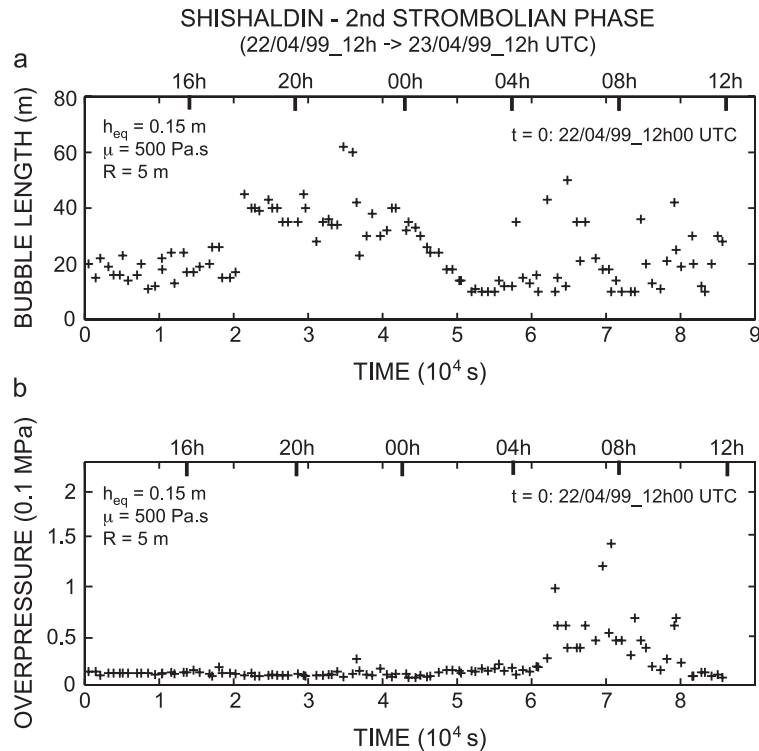 SHISHALDIN - 2nd STROMBOLIAN PHASE
(22/04/99_12h -> 23/04/99_12h UTC)
a
16h 20h 00h 04h 08h 12h
80
60
40
20
0
BUBBLE LENGTH (m)
h_eq = 0.15 m
μ = 500 Pa.s
R = 5 m
t = 0: 22/04/99_12h00 UTC
0 1 2 3 4 5 6 7 8 9
TIME (10^4 s)
b
16h 20h 00h 04h 08h 12h
2
1.5
1
0.5
0
OVERPRESSURE (0.1 MPa)
h_eq = 0.15 m
μ = 500 Pa.s
R = 5 m
t = 0: 22/04/99_12h00 UTC
0 1 2 3 4 5 6 7 8
TIME (10^4 s)